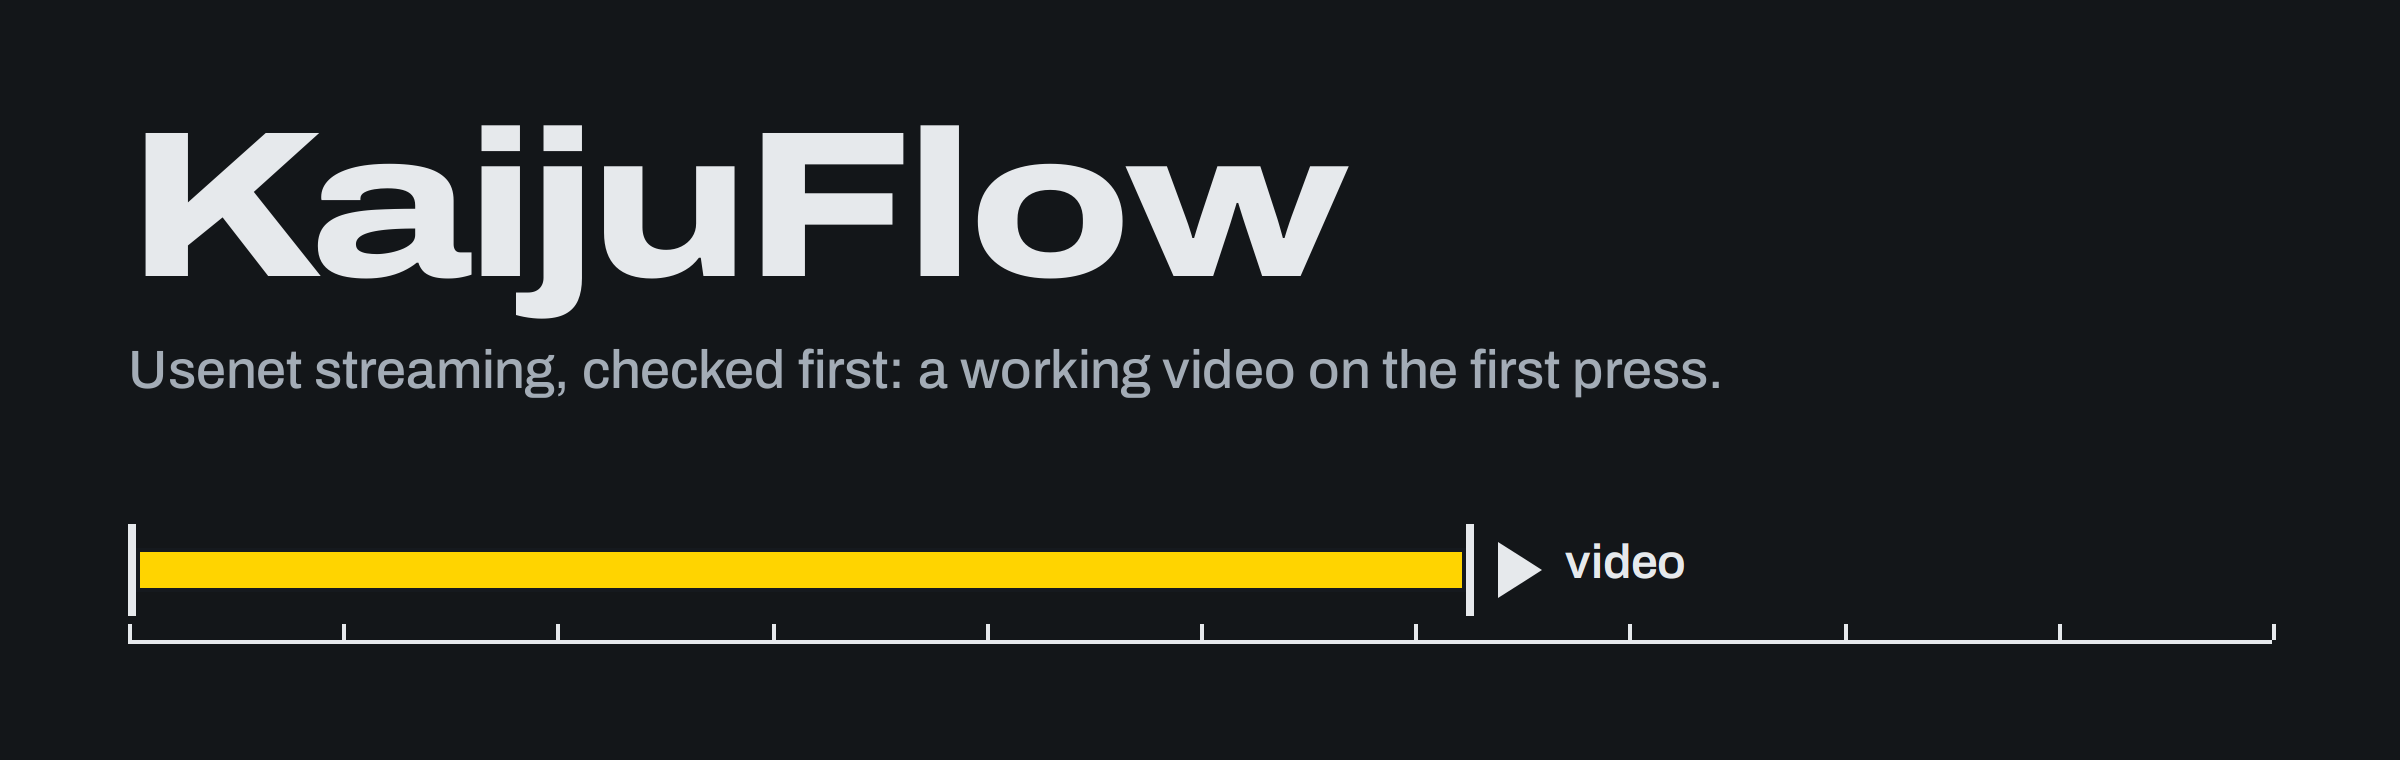 KaijuFlow
Usenet streaming, checked first: a working video on the first press.
video